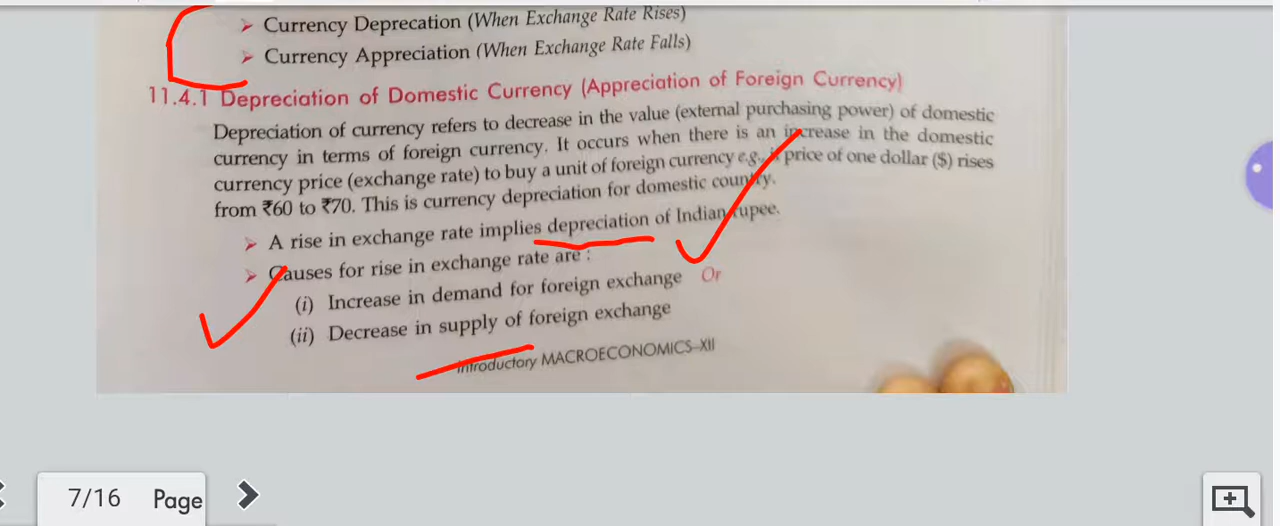 ➤ Currency Deprecation (When Exchange Rate Rises)
➤ Currency Appreciation (When Exchange Rate Falls)
11.4.1 Depreciation of Domestic Currency (Appreciation of Foreign Currency)
Depreciation of currency refers to decrease in the value (external purchasing power) of domestic
currency in terms of foreign currency. It occurs when there is an increase in the domestic
currency price (exchange rate) to buy a unit of foreign currency e.g., if price of one dollar ($) rises
from ₹60 to ₹70. This is currency depreciation for domestic country.
➤ A rise in exchange rate implies depreciation of Indian rupee.
➤ Causes for rise in exchange rate are :
(i) Increase in demand for foreign exchange Or
(ii) Decrease in supply of foreign exchange
Introductory MACROECONOMICS-XII
7/16 Page